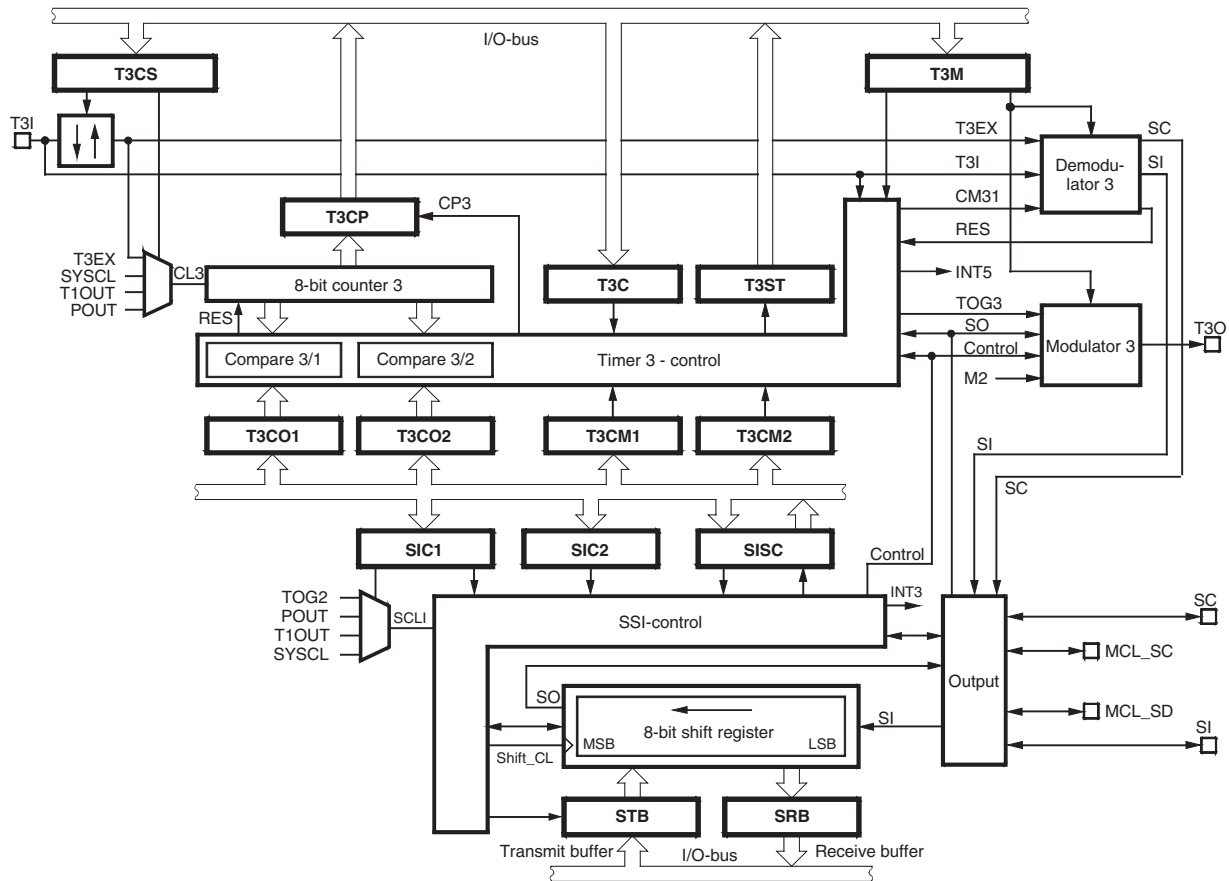 I/O-bus
T3CS
T3M
T3I
T3EX
SC
T3I
SI
Demodu-
lator 3
CM31
CP3
T3CP
RES
T3EX
SYSCL
T1OUT
POUT
CL3
8-bit counter 3
T3C
T3ST
INT5
RES
TOG3
SO
Control
M2
Modulator 3
T3O
Compare 3/1
Compare 3/2
Timer 3 - control
T3CO1
T3CO2
T3CM1
T3CM2
SI
SC
SIC1
SIC2
SISC
Control
TOG2
POUT
T1OUT
SYSCL
SCLI
SSI-control
INT3
SC
MCL_SC
Output
SO
8-bit shift register
MSB
LSB
SI
MCL_SD
SI
Shift_CL
STB
SRB
Transmit buffer
I/O-bus
Receive buffer